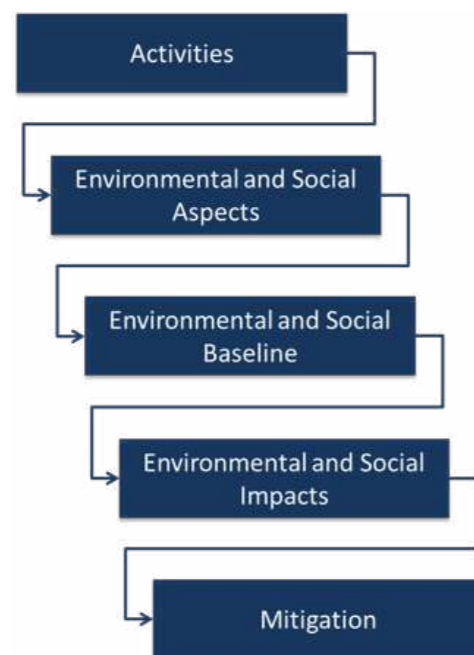 Activities
Environmental and Social
Aspects
Environmental and Social
Baseline
Environmental and Social
Impacts
Mitigation